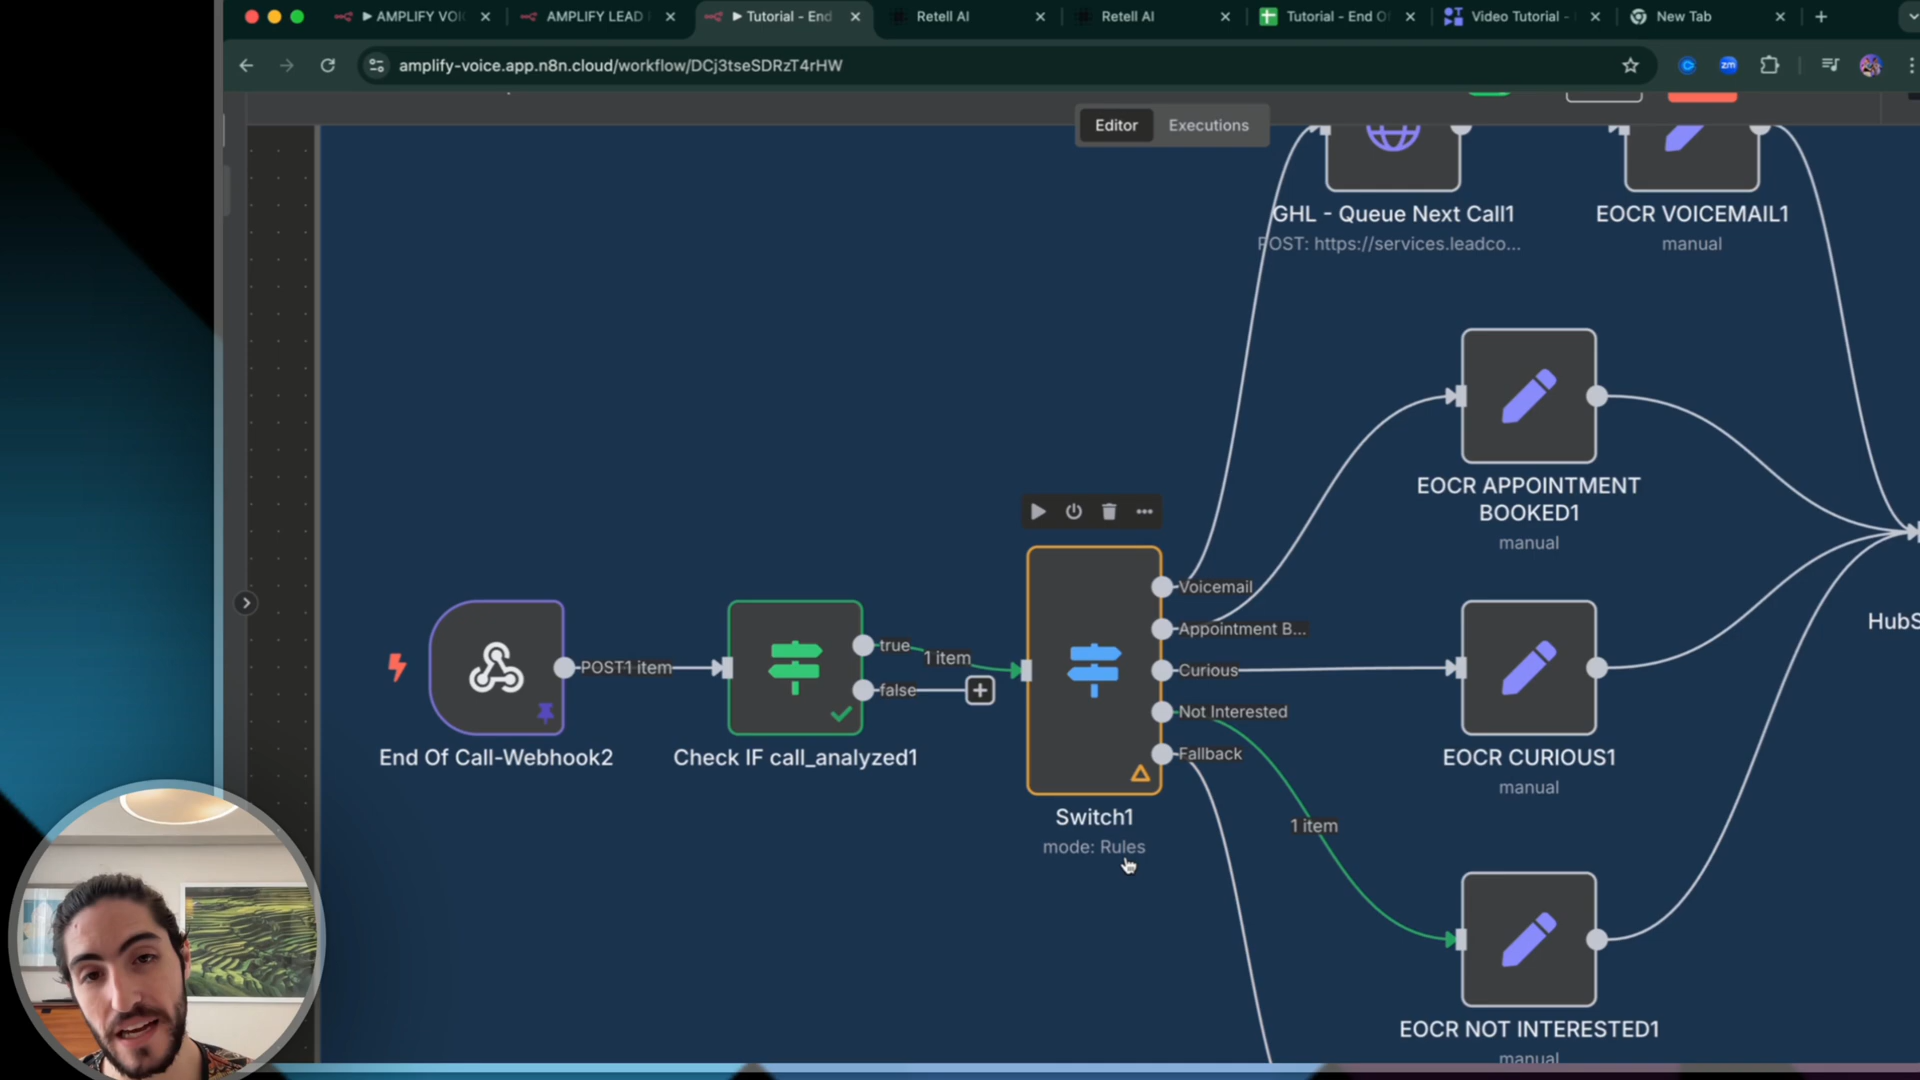 AMPLIFY VOI
AMPLIFY LEAD
Tutorial - End
Retell AI
Retell AI
Tutorial - End O
Video Tutorial -
New Tab
amplify-voice.app.n8n.cloud/workflow/DCj3tseSDRzT4rHW
zm
Editor
Executions
GHL - Queue Next Call1
POST: https://services.leadco...
EOCR VOICEMAIL1
manual
EOCR APPOINTMENT
BOOKED1
manual
Voicemail
Appointment B...
Curious
Not Interested
Fallback
POST
1 item
true
false
1 item
End Of Call-Webhook2
Check IF call_analyzed1
Switch1
mode: Rules
1 item
EOCR CURIOUS1
manual
HubS
EOCR NOT INTERESTED1
manual